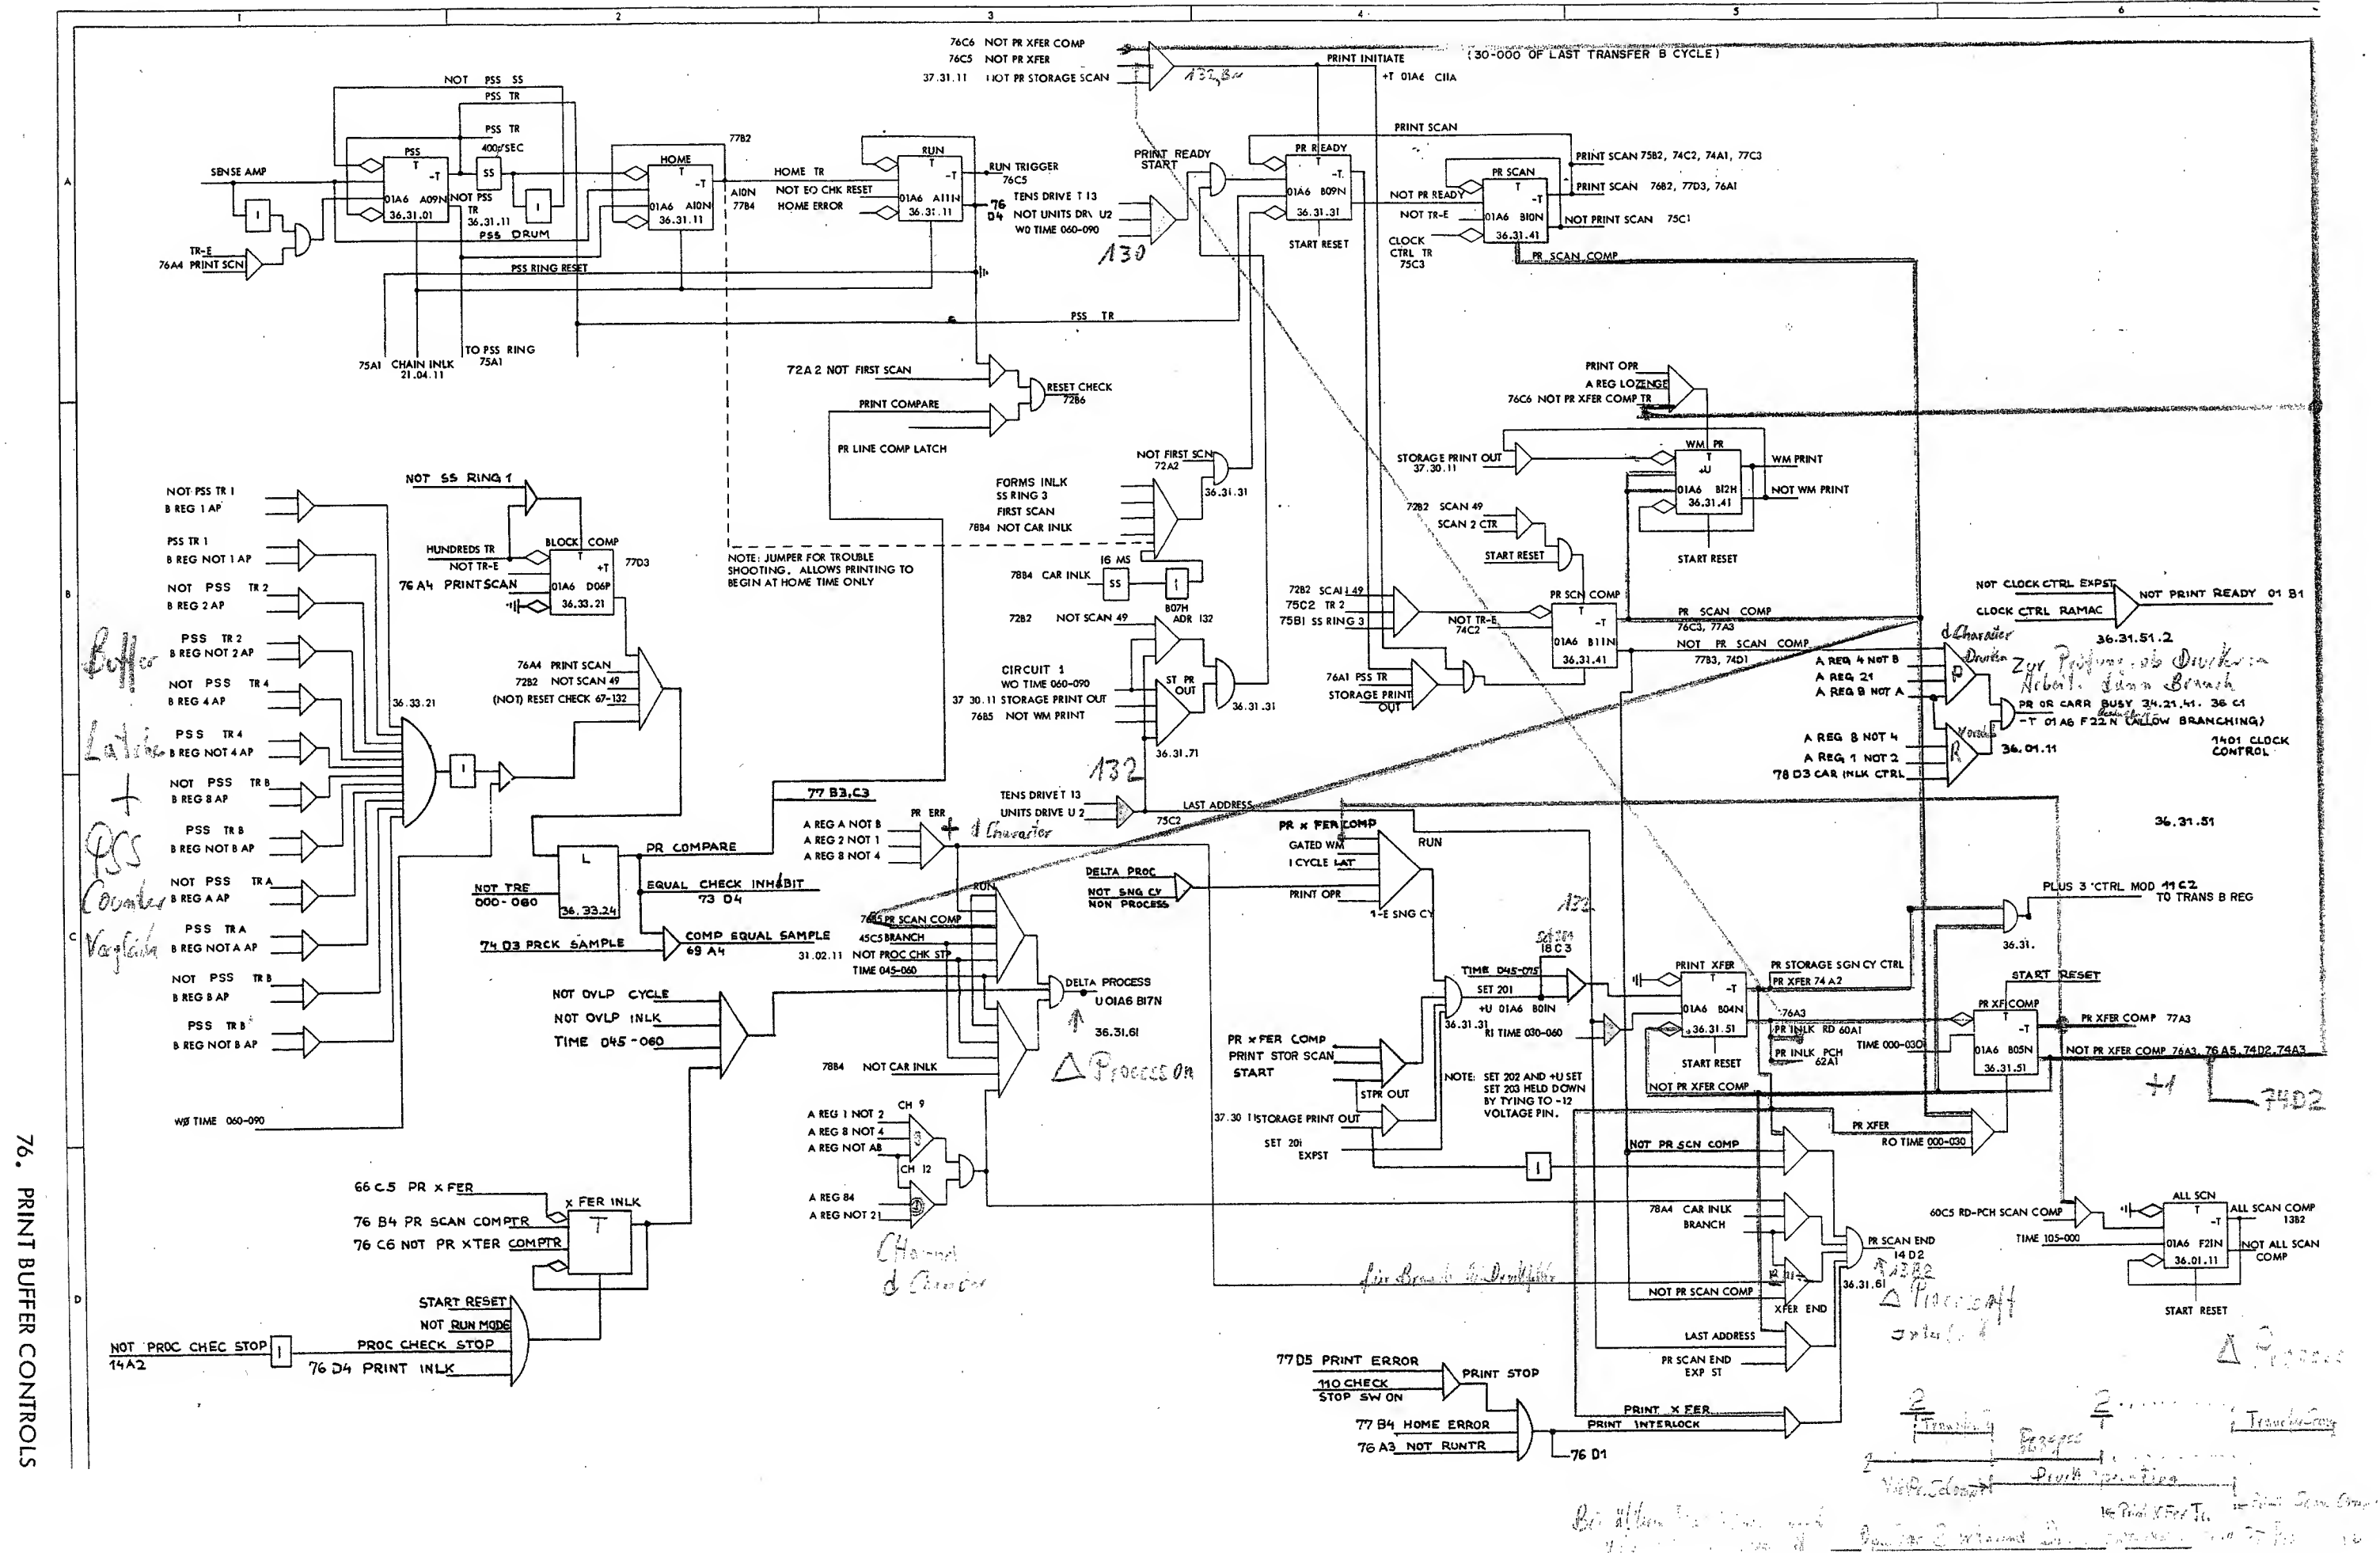 1 2 3 4 5 6
A
B
C
D
76. PRINT BUFFER CONTROLS
76C6 NOT PR XFER COMP
76C5 NOT PR XFER
37.31.11 NOT PR STORAGE SCAN
132
PRINT INITIATE
(30-000 OF LAST TRANSFER B CYCLE)
+T 01A6 C11A
NOT PSS SS
PSS TR
PSS TR
400μSEC
SENSE AMP
PSS
T
-T
01A6 A09N
36.31.01
SS
NOT PSS
TR
36.31.11
I
PSS DRUM
TR-E
76A4 PRINT SCN
I
HOME
T
-T
01A6 A10N
36.31.11
77B2
HOME TR
A10N
77B4
NOT EQ CHK RESET
HOME ERROR
RUN
T
-T
01A6 A11N
36.31.11
RUN TRIGGER
76C5
76
D4
PRINT READY
START
TENS DRIVE T 13
NOT UNITS DRV U2
WO TIME 060-090
130
PR READY
T
-T
01A6 B09N
36.31.31
START RESET
PRINT SCAN
NOT PR READY
NOT TR-E
CLOCK
CTRL TR
75C3
PR SCAN
T
-T
01A6 B10N
36.31.41
PRINT SCAN 75B2, 74C2, 74A1, 77C3
PRINT SCAN 76B2, 77D3, 76A1
NOT PRINT SCAN 75C1
PR SCAN COMP
PSS RING RESET
PSS TR
75A1 CHAIN INLK
21.04.11
TO PSS RING
75A1
72A2 NOT FIRST SCAN
PRINT COMPARE
PR LINE COMP LATCH
RESET CHECK
72B6
PRINT OPR
A REG LOZENGE
76C6 NOT PR XFER COMP TR
STORAGE PRINT OUT
37.30.11
WM PR
T
+U
01A6 B12H
36.31.41
WM PRINT
NOT WM PRINT
START RESET
72B2 SCAN 49
SCAN 2 CTR
START RESET
NOT FIRST SCN
72A2
36.31.31
FORMS INLK
SS RING 3
FIRST SCAN
78B4 NOT CAR INLK
NOTE: JUMPER FOR TROUBLE
SHOOTING. ALLOWS PRINTING TO
BEGIN AT HOME TIME ONLY
16 MS
78B4 CAR INLK
SS
I
B07H
ADR 132
72B2 NOT SCAN 49
CIRCUIT 1
WO TIME 060-090
37.30.11 STORAGE PRINT OUT
76B5 NOT WM PRINT
ST PR
OUT
36.31.31
36.31.71
132
TENS DRIVE T 13
UNITS DRIVE U 2
75C2
LAST ADDRESS
72B2 SCAN 49
75C2 TR 2
75B1 SS RING 3
NOT TR-E
74C2
PR SCN COMP
T
-T
01A6 B11N
36.31.41
PR SCAN COMP
76C3, 77A3
NOT PR SCAN COMP
77B3, 74D1
76A1 PSS TR
STORAGE PRINT
OUT
NOT CLOCK CTRL EXPST
CLOCK CTRL RAMAC
NOT PRINT READY 01 B1
36.31.51.2
d Character
Drucken
A REG 4 NOT B
A REG 21
A REG 8 NOT A
Branch
PR OR CARR BUSY 34.21.41. 36 C1
-T 01A6 F22N (ALLOW BRANCHING)
1401 CLOCK
CONTROL
36.01.11
A REG 8 NOT 4
A REG 1 NOT 2
78 D3 CAR INLK CTRL
36.31.51
NOT PSS TR 1
B REG 1 AP
PSS TR 1
B REG NOT 1 AP
NOT PSS TR 2
B REG 2 AP
PSS TR 2
B REG NOT 2 AP
NOT PSS TR 4
B REG 4 AP
PSS TR 4
B REG NOT 4 AP
NOT PSS TR 8
B REG 8 AP
PSS TR 8
B REG NOT 8 AP
NOT PSS TR A
B REG A AP
PSS TR A
B REG NOT A AP
NOT PSS TR B
B REG B AP
PSS TR B
B REG NOT B AP
WØ TIME 060-090
Buffer
+
PSS
Counter
36.33.21
I
NOT SS RING 1
HUNDREDS TR
NOT TR-E
76 A4 PRINT SCAN
BLOCK COMP
T
+T
01A6 D06P
36.33.21
77D3
76A4 PRINT SCAN
72B2 NOT SCAN 49
(NOT) RESET CHECK 67-132
77 B3,C3
L
36.33.24
NOT TRE
000-060
PR COMPARE
EQUAL CHECK INHIBIT
73 D4
74 D3 PRCK SAMPLE
COMP EQUAL SAMPLE
69 A4
PR ERR
A REG A NOT B
A REG 2 NOT 1
A REG 8 NOT 4
d Character
RUN
PR SCAN COMP
45C5 BRANCH
31.02.11 NOT PROC CHK STP
TIME 045-060
NOT OVLP CYCLE
NOT OVLP INLK
TIME 045-060
78B4 NOT CAR INLK
DELTA PROCESS
U 01A6 B17N
36.31.61
Δ Process On
CH 9
A REG 1 NOT 2
A REG 8 NOT 4
A REG NOT AB
CH 12
A REG 84
A REG NOT 21
DELTA PROC
NOT SNG CY
NON PROCESS
PR X FER COMP
GATED WM
I CYCLE LAT
PRINT OPR
RUN
1-E SNG CY
PR X FER COMP
PRINT STOR SCAN
START
STPR OUT
37.30.11 STORAGE PRINT OUT
SET 201
EXPST
TIME 045-075
SET 201
+U 01A6 B01N
36.31.31
18C3
RI TIME 030-060
NOTE: SET 202 AND +U SET
SET 203 HELD DOWN
BY TYING TO -12
VOLTAGE PIN.
PRINT XFER
T
-T
01A6 B04N
36.31.51
START RESET
NOT PR XFER COMP
PR STORAGE SGN CY CTRL
PR XFER 74 A2
76A3
PR INLK RD 60A1
PR INLK PCH
62A1
PLUS 3 CTRL MOD 11C2
TO TRANS B REG
36.31.
START RESET
PR XF COMP
T
-T
01A6 B05N
36.31.51
TIME 000-030
PR XFER COMP 77A3
NOT PR XFER COMP 76A3, 76A5, 74D2, 74A3
+1
74D2
PR XFER
RO TIME 000-030
I
NOT PR SCN COMP
78A4 CAR INLK
BRANCH
NOT PR SCAN COMP
XFER END
LAST ADDRESS
PR SCAN END
EXP ST
PRINT X FER
PRINT INTERLOCK
PR SCAN END
14 D2
36.31.61
60C5 RD-PCH SCAN COMP
TIME 105-000
ALL SCN
T
-T
01A6 F21N
36.01.11
START RESET
ALL SCAN COMP
13B2
NOT ALL SCAN
COMP
66 C5 PR X FER
76 B4 PR SCAN COMPTR
76 C6 NOT PR XTER COMPTR
X FER INLK
T
START RESET
NOT RUN MODE
PROC CHECK STOP
76 D4 PRINT INLK
NOT PROC CHEC STOP
14A2
I
77D5 PRINT ERROR
110 CHECK
STOP SW ON
PRINT STOP
77 B4 HOME ERROR
76 A3 NOT RUNTR
76 D1